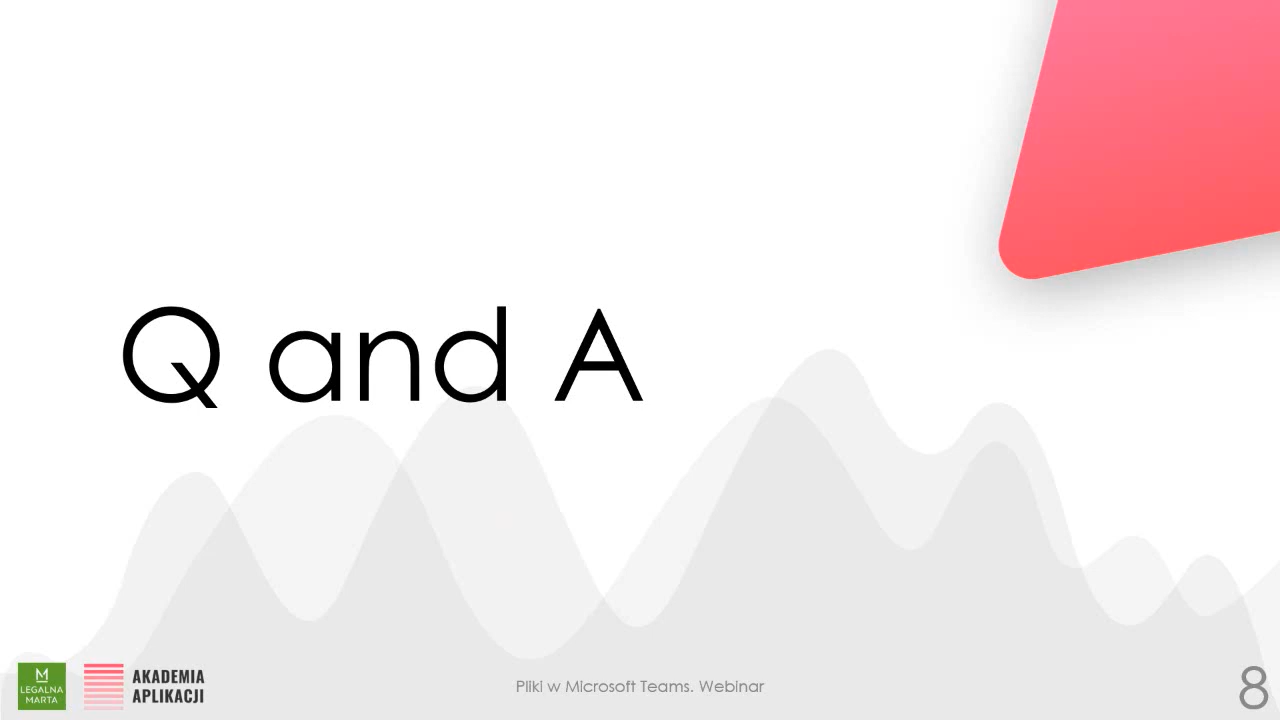 Q and A
M
LEGALNA
MARTA
AKADEMIA
APLIKACJI
Pliki w Microsoft Teams. Webinar
8